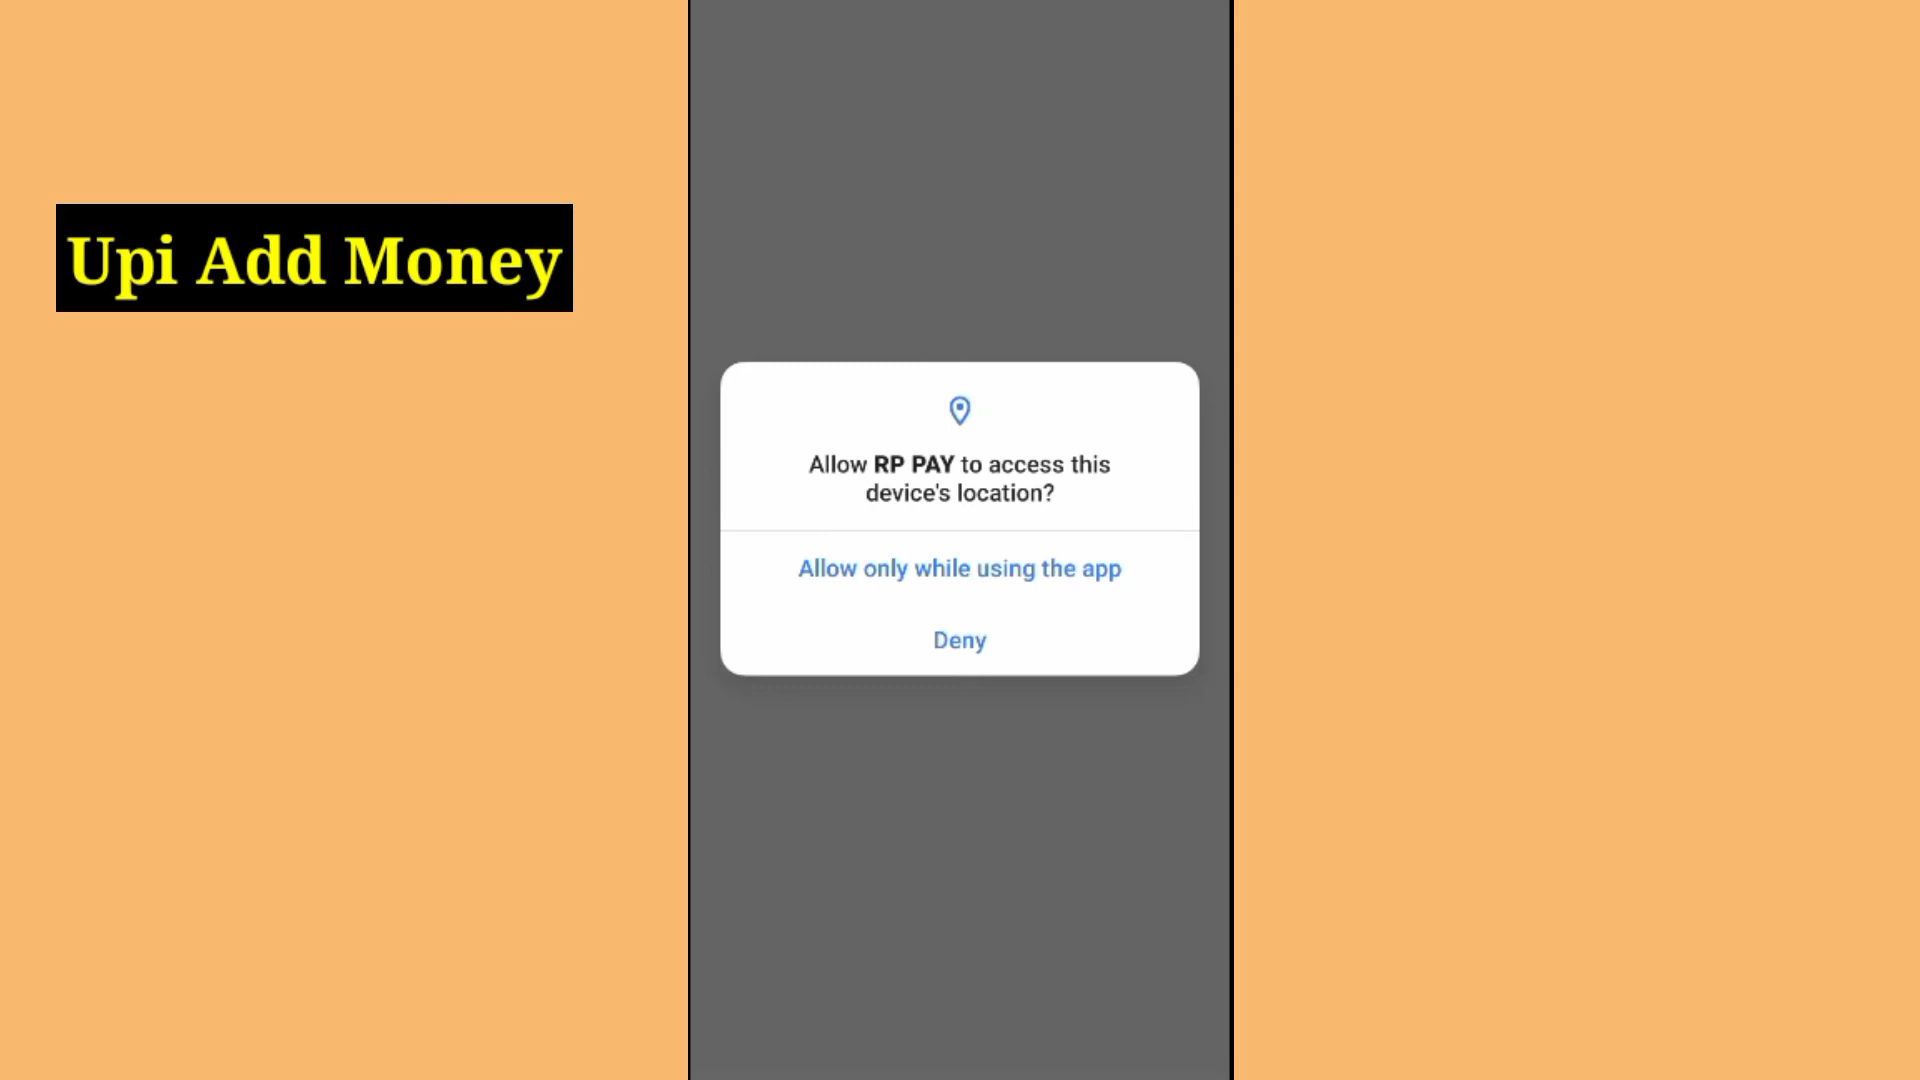 Upi Add Money
Allow RP PAY to access this
device's location?
Allow only while using the app
Deny